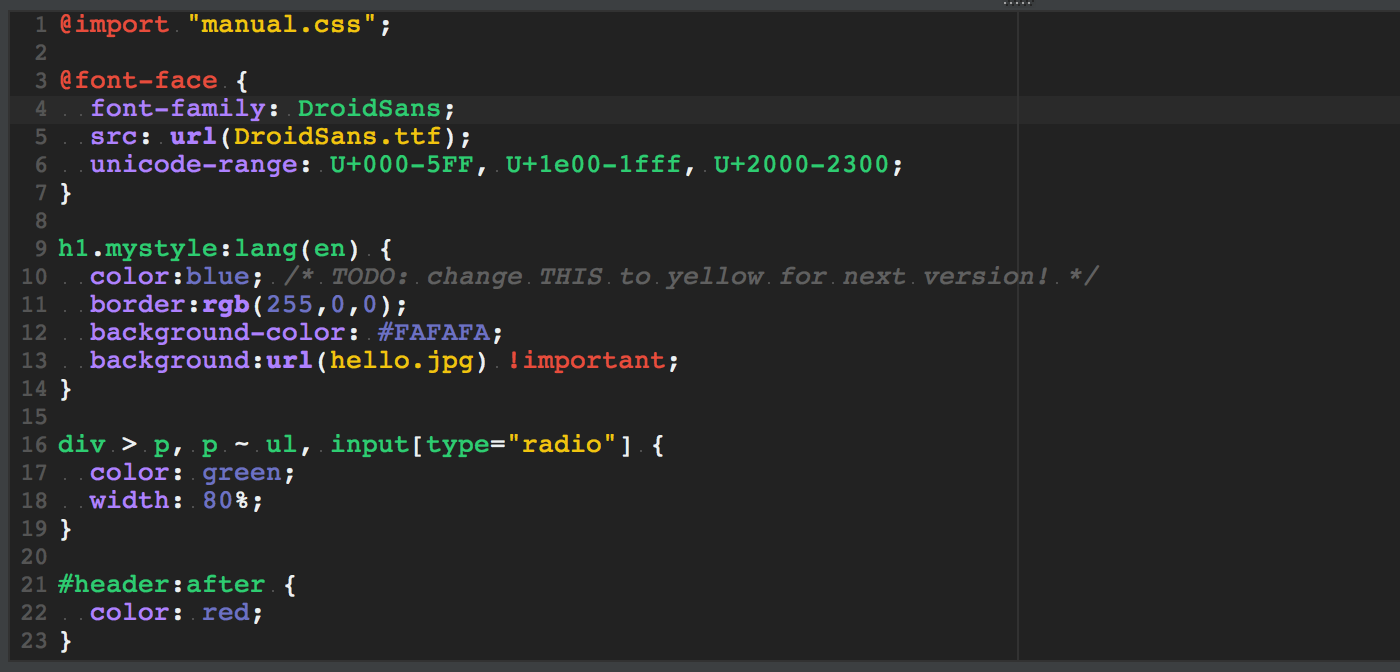 1 @import "manual.css";
2
3 @font-face {
4   font-family: DroidSans;
5   src: url(DroidSans.ttf);
6   unicode-range: U+000-5FF, U+1e00-1fff, U+2000-2300;
7 }
8
9 h1.mystyle:lang(en) {
10   color:blue; /* TODO: change THIS to yellow for next version! */
11   border:rgb(255,0,0);
12   background-color: #FAFAFA;
13   background:url(hello.jpg) !important;
14 }
15
16 div > p, p ~ ul, input[type="radio"] {
17   color: green;
18   width: 80%;
19 }
20
21 #header:after {
22   color: red;
23 }